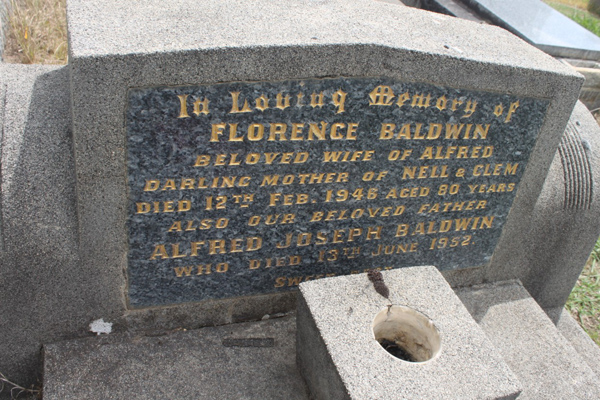 In Loving Memory of
FLORENCE BALDWIN
BELOVED WIFE OF ALFRED
DARLING MOTHER OF NELL & CLEM
DIED 12TH FEB. 1946 AGED 80 YEARS
ALSO OUR BELOVED FATHER
ALFRED JOSEPH BALDWIN
WHO DIED 13TH JUNE 1952.